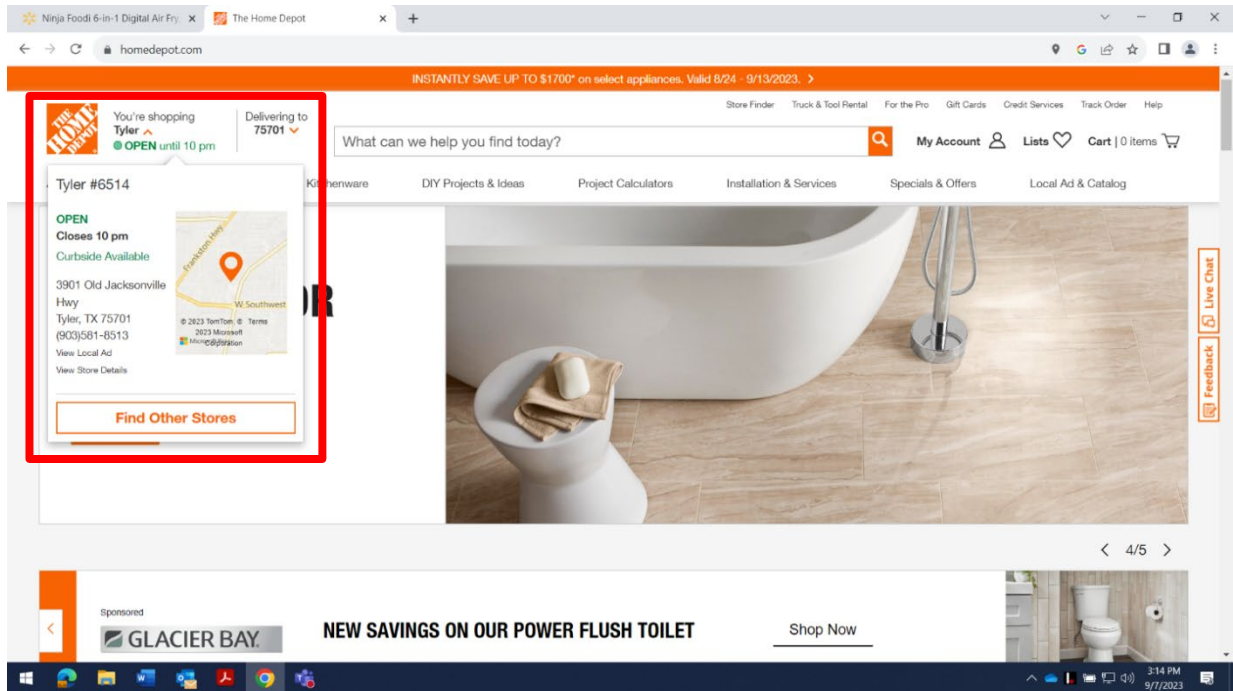 Ninja Foodi 6-in-1 Digital Air Fry
The Home Depot
homedepot.com
INSTANTLY SAVE UP TO $1700* on select appliances. Valid 8/24 - 9/13/2023. >
Store Finder Truck & Tool Rental For the Pro Gift Cards Credit Services Track Order Help
THE HOME DEPOT
You're shopping
Tyler
OPEN until 10 pm
Delivering to
75701
What can we help you find today?
My Account Lists Cart | 0 items
DIY Projects & Ideas Project Calculators Installation & Services Specials & Offers Local Ad & Catalog
Tyler #6514
OPEN
Closes 10 pm
Curbside Available
3901 Old Jacksonville
Hwy
Tyler, TX 75701
(903)581-8513
View Local Ad
View Store Details
Frankston Hwy
W Southwest
© 2023 TomTom, © Terms
2023 Microsoft
Corporation
Find Other Stores
Live Chat
Feedback
4/5
Sponsored
GLACIER BAY.
NEW SAVINGS ON OUR POWER FLUSH TOILET
Shop Now
3:14 PM
9/7/2023